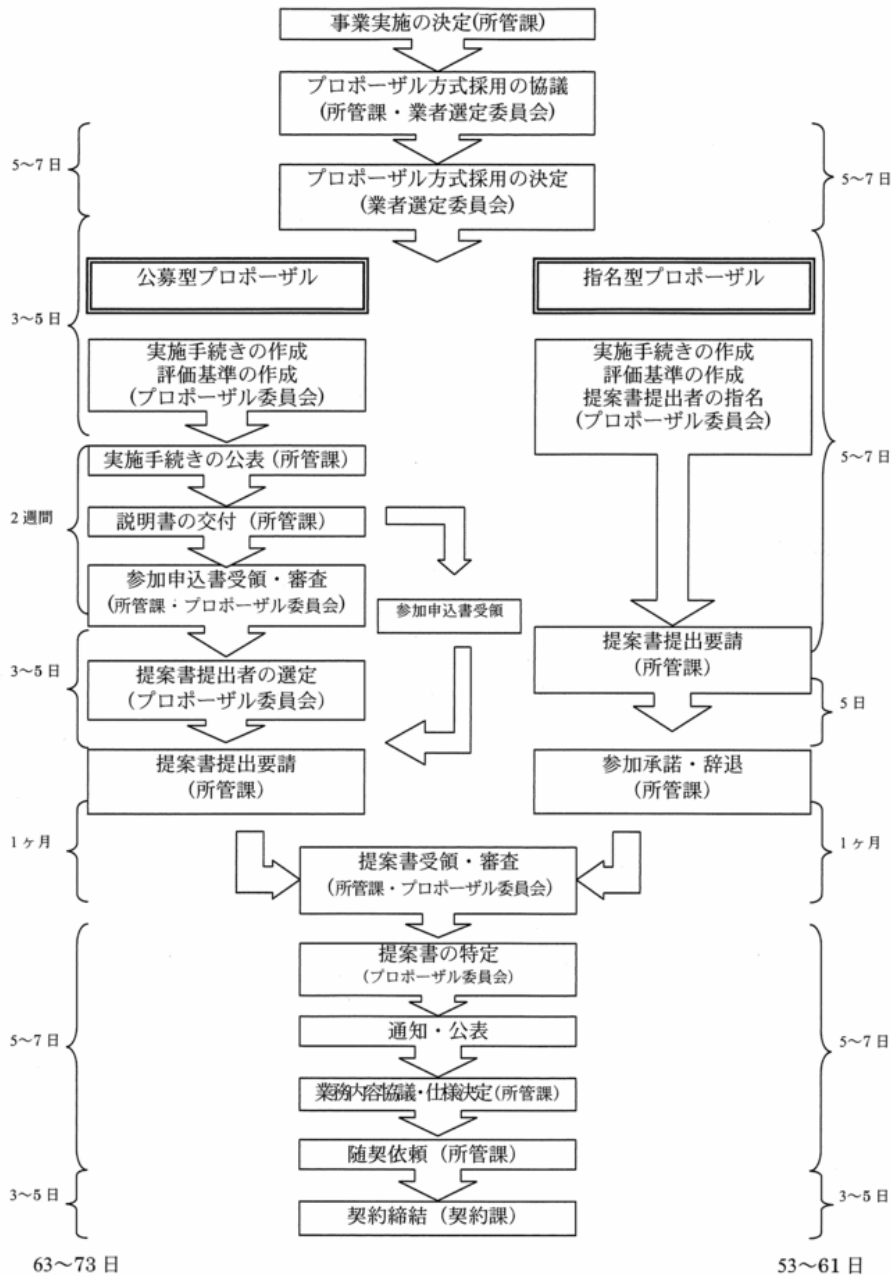 事業実施の決定(所管課)
プロポーザル方式採用の協議
(所管課・業者選定委員会)
5～7日
5～7日
プロポーザル方式採用の決定
(業者選定委員会)
公募型プロポーザル
指名型プロポーザル
3～5日
実施手続きの作成
評価基準の作成
(プロポーザル委員会)
実施手続きの作成
評価基準の作成
提案書提出者の指名
(プロポーザル委員会)
5～7日
実施手続きの公表(所管課)
2週間
説明書の交付(所管課)
参加申込書受領・審査
(所管課・プロポーザル委員会)
参加申込書受領
提案書提出要請
(所管課)
3～5日
提案書提出者の選定
(プロポーザル委員会)
5日
提案書提出要請
(所管課)
参加承諾・辞退
(所管課)
1ヶ月
1ヶ月
提案書受領・審査
(所管課・プロポーザル委員会)
提案書の特定
(プロポーザル委員会)
通知・公表
5～7日
5～7日
業務内容協議・仕様決定(所管課)
随契依頼(所管課)
3～5日
3～5日
契約締結(契約課)
63～73日
53～61日